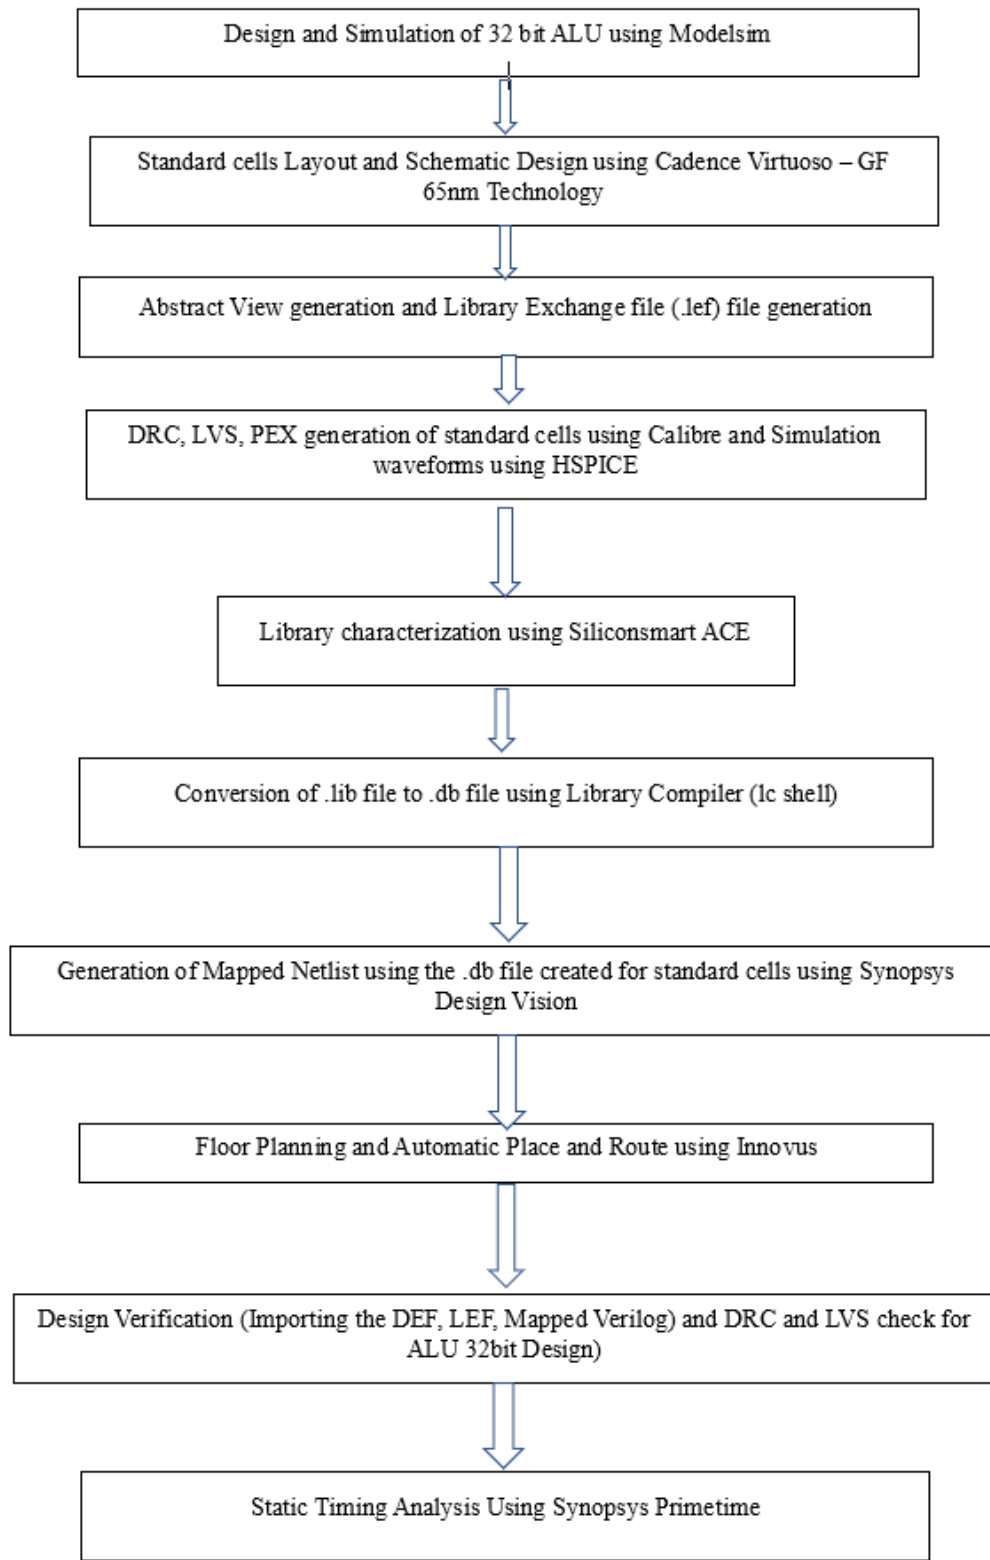 Design and Simulation of 32 bit ALU using Modelsim
Standard cells Layout and Schematic Design using Cadence Virtuoso – GF
65nm Technology
Abstract View generation and Library Exchange file (.lef) file generation
DRC, LVS, PEX generation of standard cells using Calibre and Simulation
waveforms using HSPICE
Library characterization using Siliconsmart ACE
Conversion of .lib file to .db file using Library Compiler (lc shell)
Generation of Mapped Netlist using the .db file created for standard cells using Synopsys
Design Vision
Floor Planning and Automatic Place and Route using Innovus
Design Verification (Importing the DEF, LEF, Mapped Verilog) and DRC and LVS check for
ALU 32bit Design)
Static Timing Analysis Using Synopsys Primetime